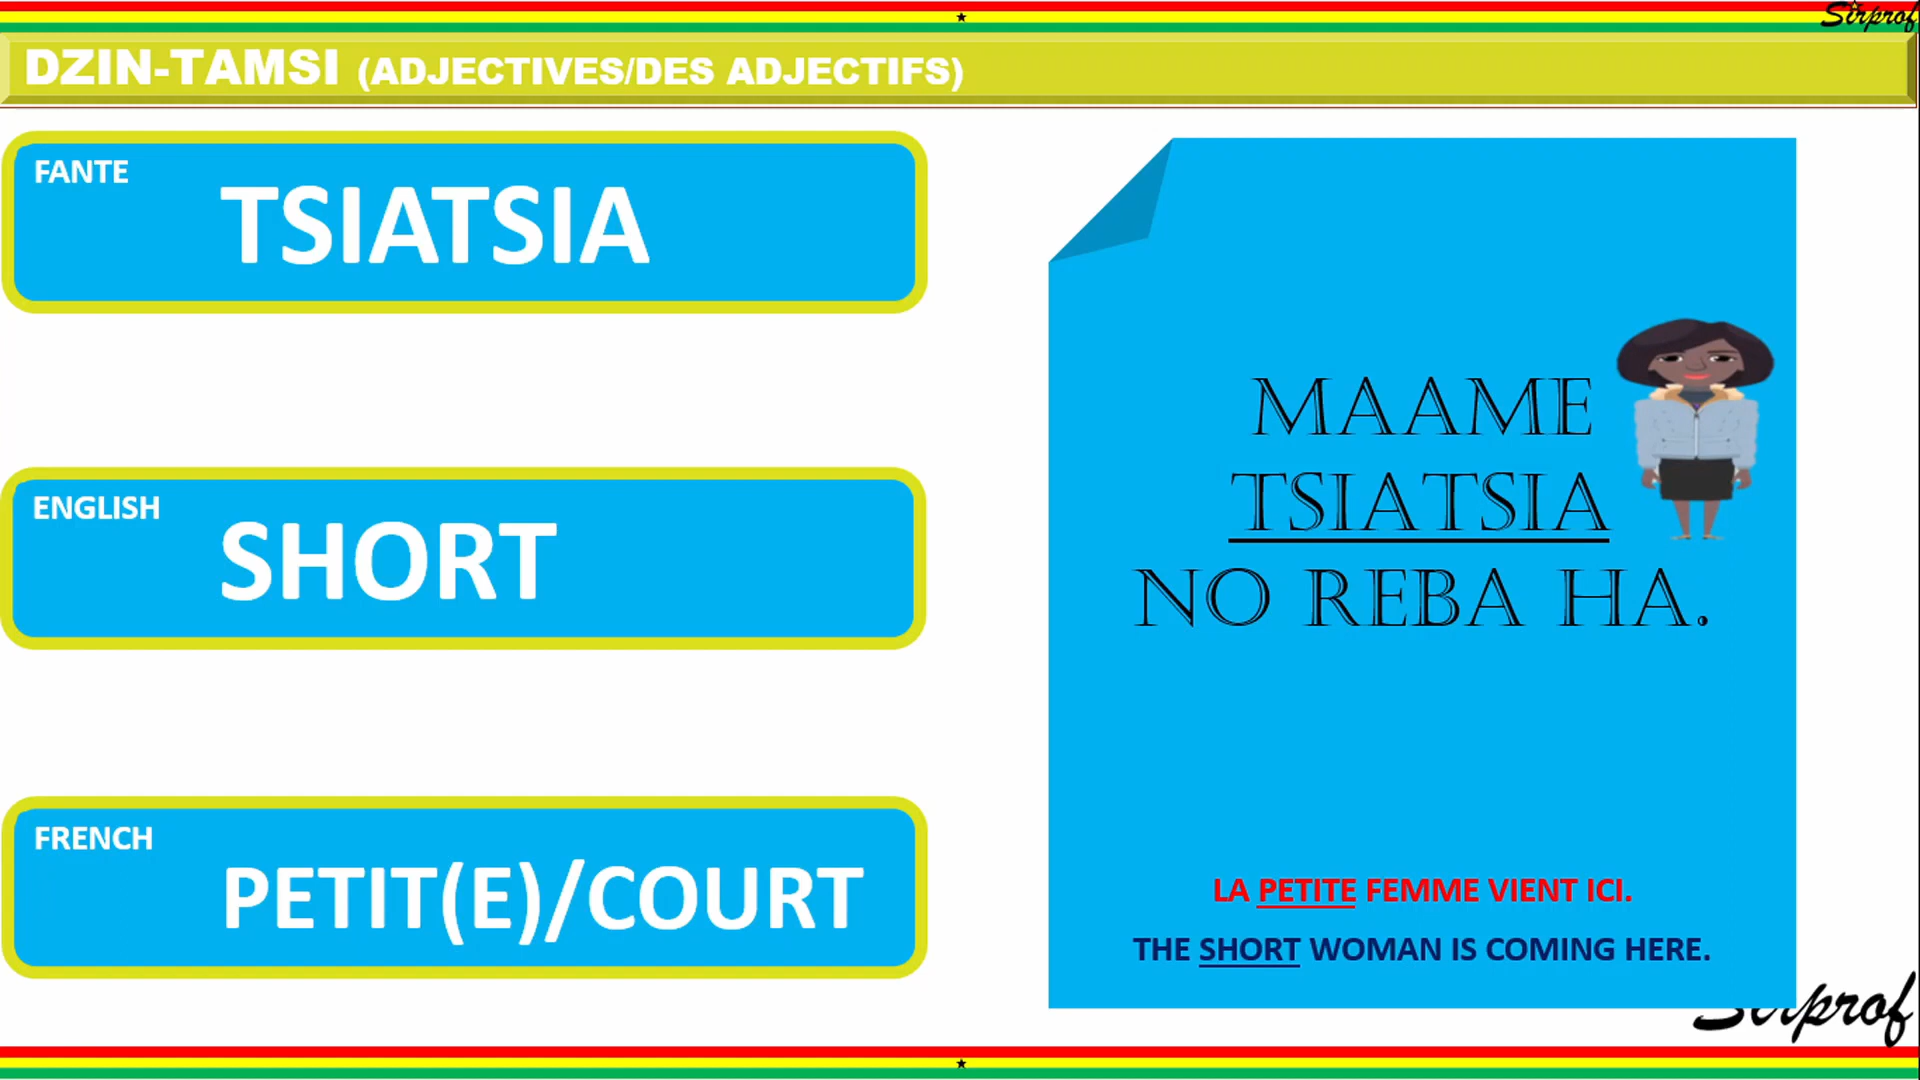 Sirprof
DZIN-TAMSI (ADJECTIVES/DES ADJECTIFS)
FANTE
TSIATSIA
ENGLISH
SHORT
FRENCH
PETIT(E)/COURT
MAAME
TSIATSIA
NO REBA HA.
LA PETITE FEMME VIENT ICI.
THE SHORT WOMAN IS COMING HERE.
Sirprof